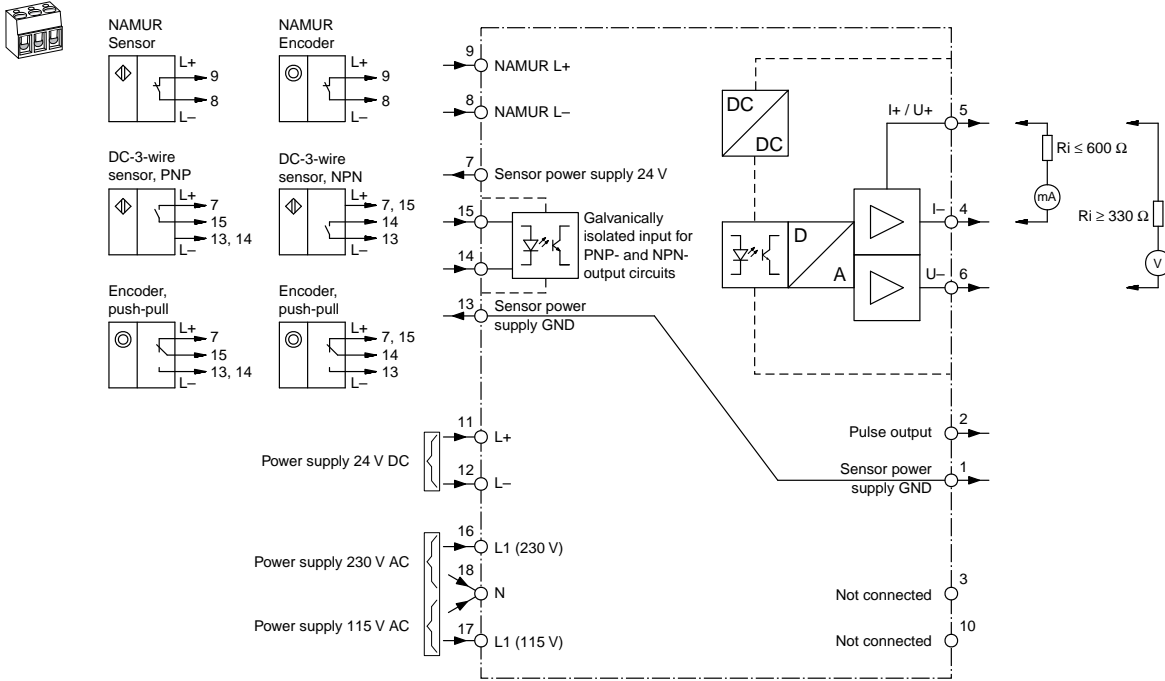 NAMUR
Sensor
L+
9
8
L–
NAMUR
Encoder
L+
9
8
L–
DC-3-wire
sensor, PNP
L+
7
15
13, 14
L–
DC-3-wire
sensor, NPN
L+
7, 15
14
13
L–
Encoder,
push-pull
L+
7
15
13, 14
L–
Encoder,
push-pull
L+
7, 15
14
13
L–
9
NAMUR L+
8
NAMUR L–
7
Sensor power supply 24 V
15
14
Galvanically
isolated input for
PNP- and NPN-
output circuits
13
Sensor power
supply GND
Power supply 24 V DC
11
L+
12
L–
Power supply 230 V AC
16
L1 (230 V)
18
N
Power supply 115 V AC
17
L1 (115 V)
DC
DC
D
A
I+ / U+
5
I–
4
U–
6
Ri ≤ 600 Ω
mA
Ri ≥ 330 Ω
V
Pulse output
2
Sensor power
supply GND
1
Not connected
3
Not connected
10